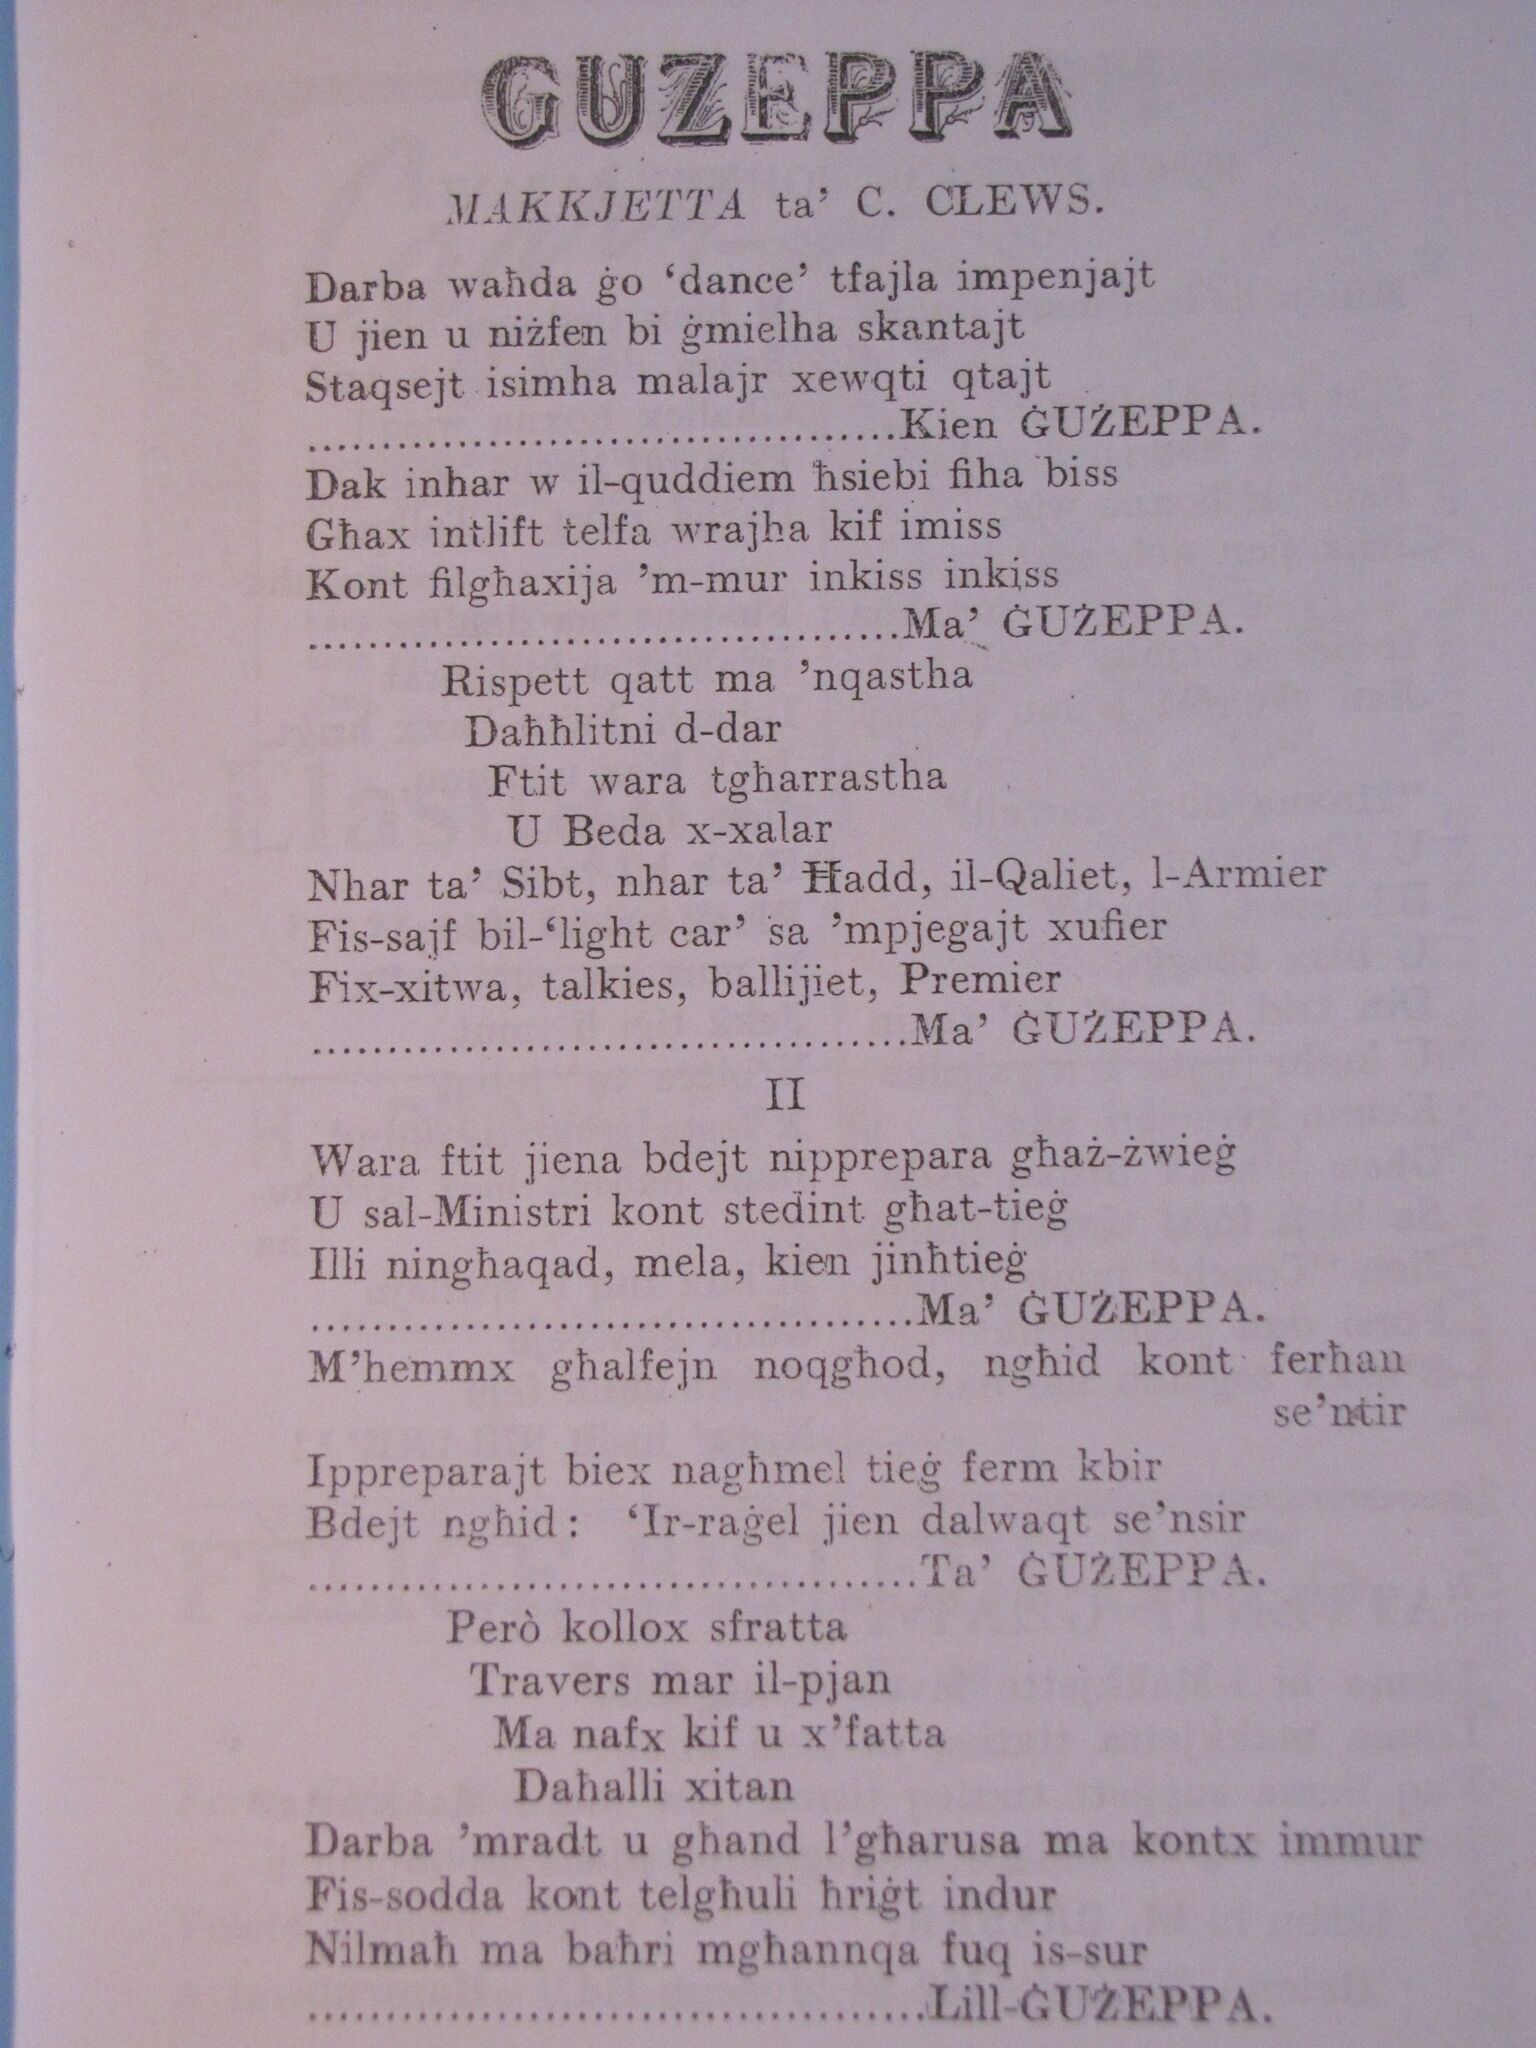 GUZEPPA
MAKKJETTA ta' C. CLEWS.
Darba waħda ġo 'dance' tfajla impenjajt
U jien u niżfen bi ġmielha skantajt
Staqsejt isimha malajr xewqti qtajt
.......................................Kien ĠUŻEPPA.
Dak inhar w il-quddiem ħsiebi fiha biss
Għax intlift telfa wrajha kif imiss
Kont filgħaxija 'm-mur inkiss inkiss
.......................................Ma' ĠUŻEPPA.
Rispett qatt ma 'nqastha
Daħħlitni d-dar
Ftit wara tgħarrastha
U Beda x-xalar
Nhar ta' Sibt, nhar ta' Ħadd, il-Qaliet, l-Armier
Fis-sajf bil-'light car' sa 'mpjegajt xufier
Fix-xitwa, talkies, ballijiet, Premier
.......................................Ma' ĠUŻEPPA.
II
Wara ftit jiena bdejt nipprepara għaż-żwieġ
U sal-Ministri kont stedint għat-tieġ
Illi ningħaqad, mela, kien jinħtieġ
.......................................Ma' ĠUŻEPPA.
M'hemmx għalfejn noqgħod, ngħid kont ferħan
se'ntir
Ippreparajt biex nagħmel tieġ ferm kbir
Bdejt ngħid: 'Ir-raġel jien dalwaqt se'nsir
.......................................Ta' ĠUŻEPPA.
Però kollox sfratta
Travers mar il-pjan
Ma nafx kif u x'fatta
Daħalli xitan
Darba 'mradt u għand l'għarusa ma kontx immur
Fis-sodda kont telgħuli ħriġt indur
Nilmaħ ma baħri mgħannqa fuq is-sur
.......................................Lill-ĠUŻEPPA.